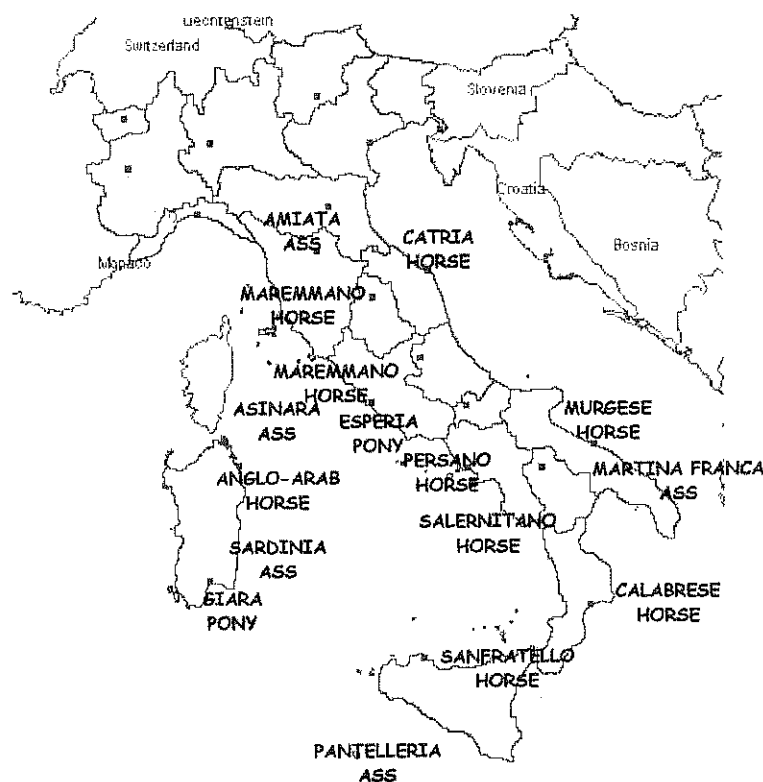 Liechtenstein
Switzerland
Slovenia
Croatia
Bosnia
Monaco
AMIATA
ASS
CATRIA
HORSE
MAREMMANO
HORSE
MAREMMANO
HORSE
ASINARA
ASS
ESPERIA
PONY
MURGESE
HORSE
PERSANO
HORSE
MARTINA FRANCA
ASS
ANGLO-ARAB
HORSE
SALERNITANO
HORSE
SARDINIA
ASS
GIARA
PONY
CALABRESE
HORSE
SANFRATELLO
HORSE
PANTELLERIA
ASS